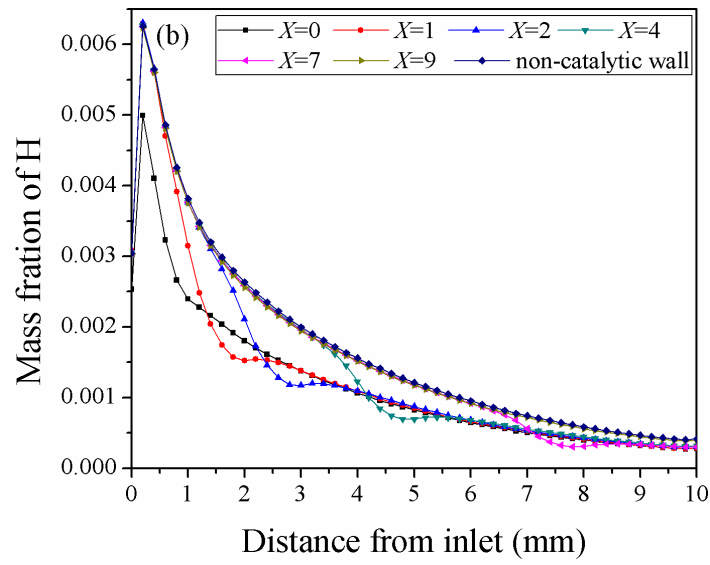 (b)
X=0 X=1 X=2 X=4
X=7 X=9 non-catalytic wall
Mass fration of H
0.006
0.005
0.004
0.003
0.002
0.001
0.000
0 1 2 3 4 5 6 7 8 9 10
Distance from inlet (mm)